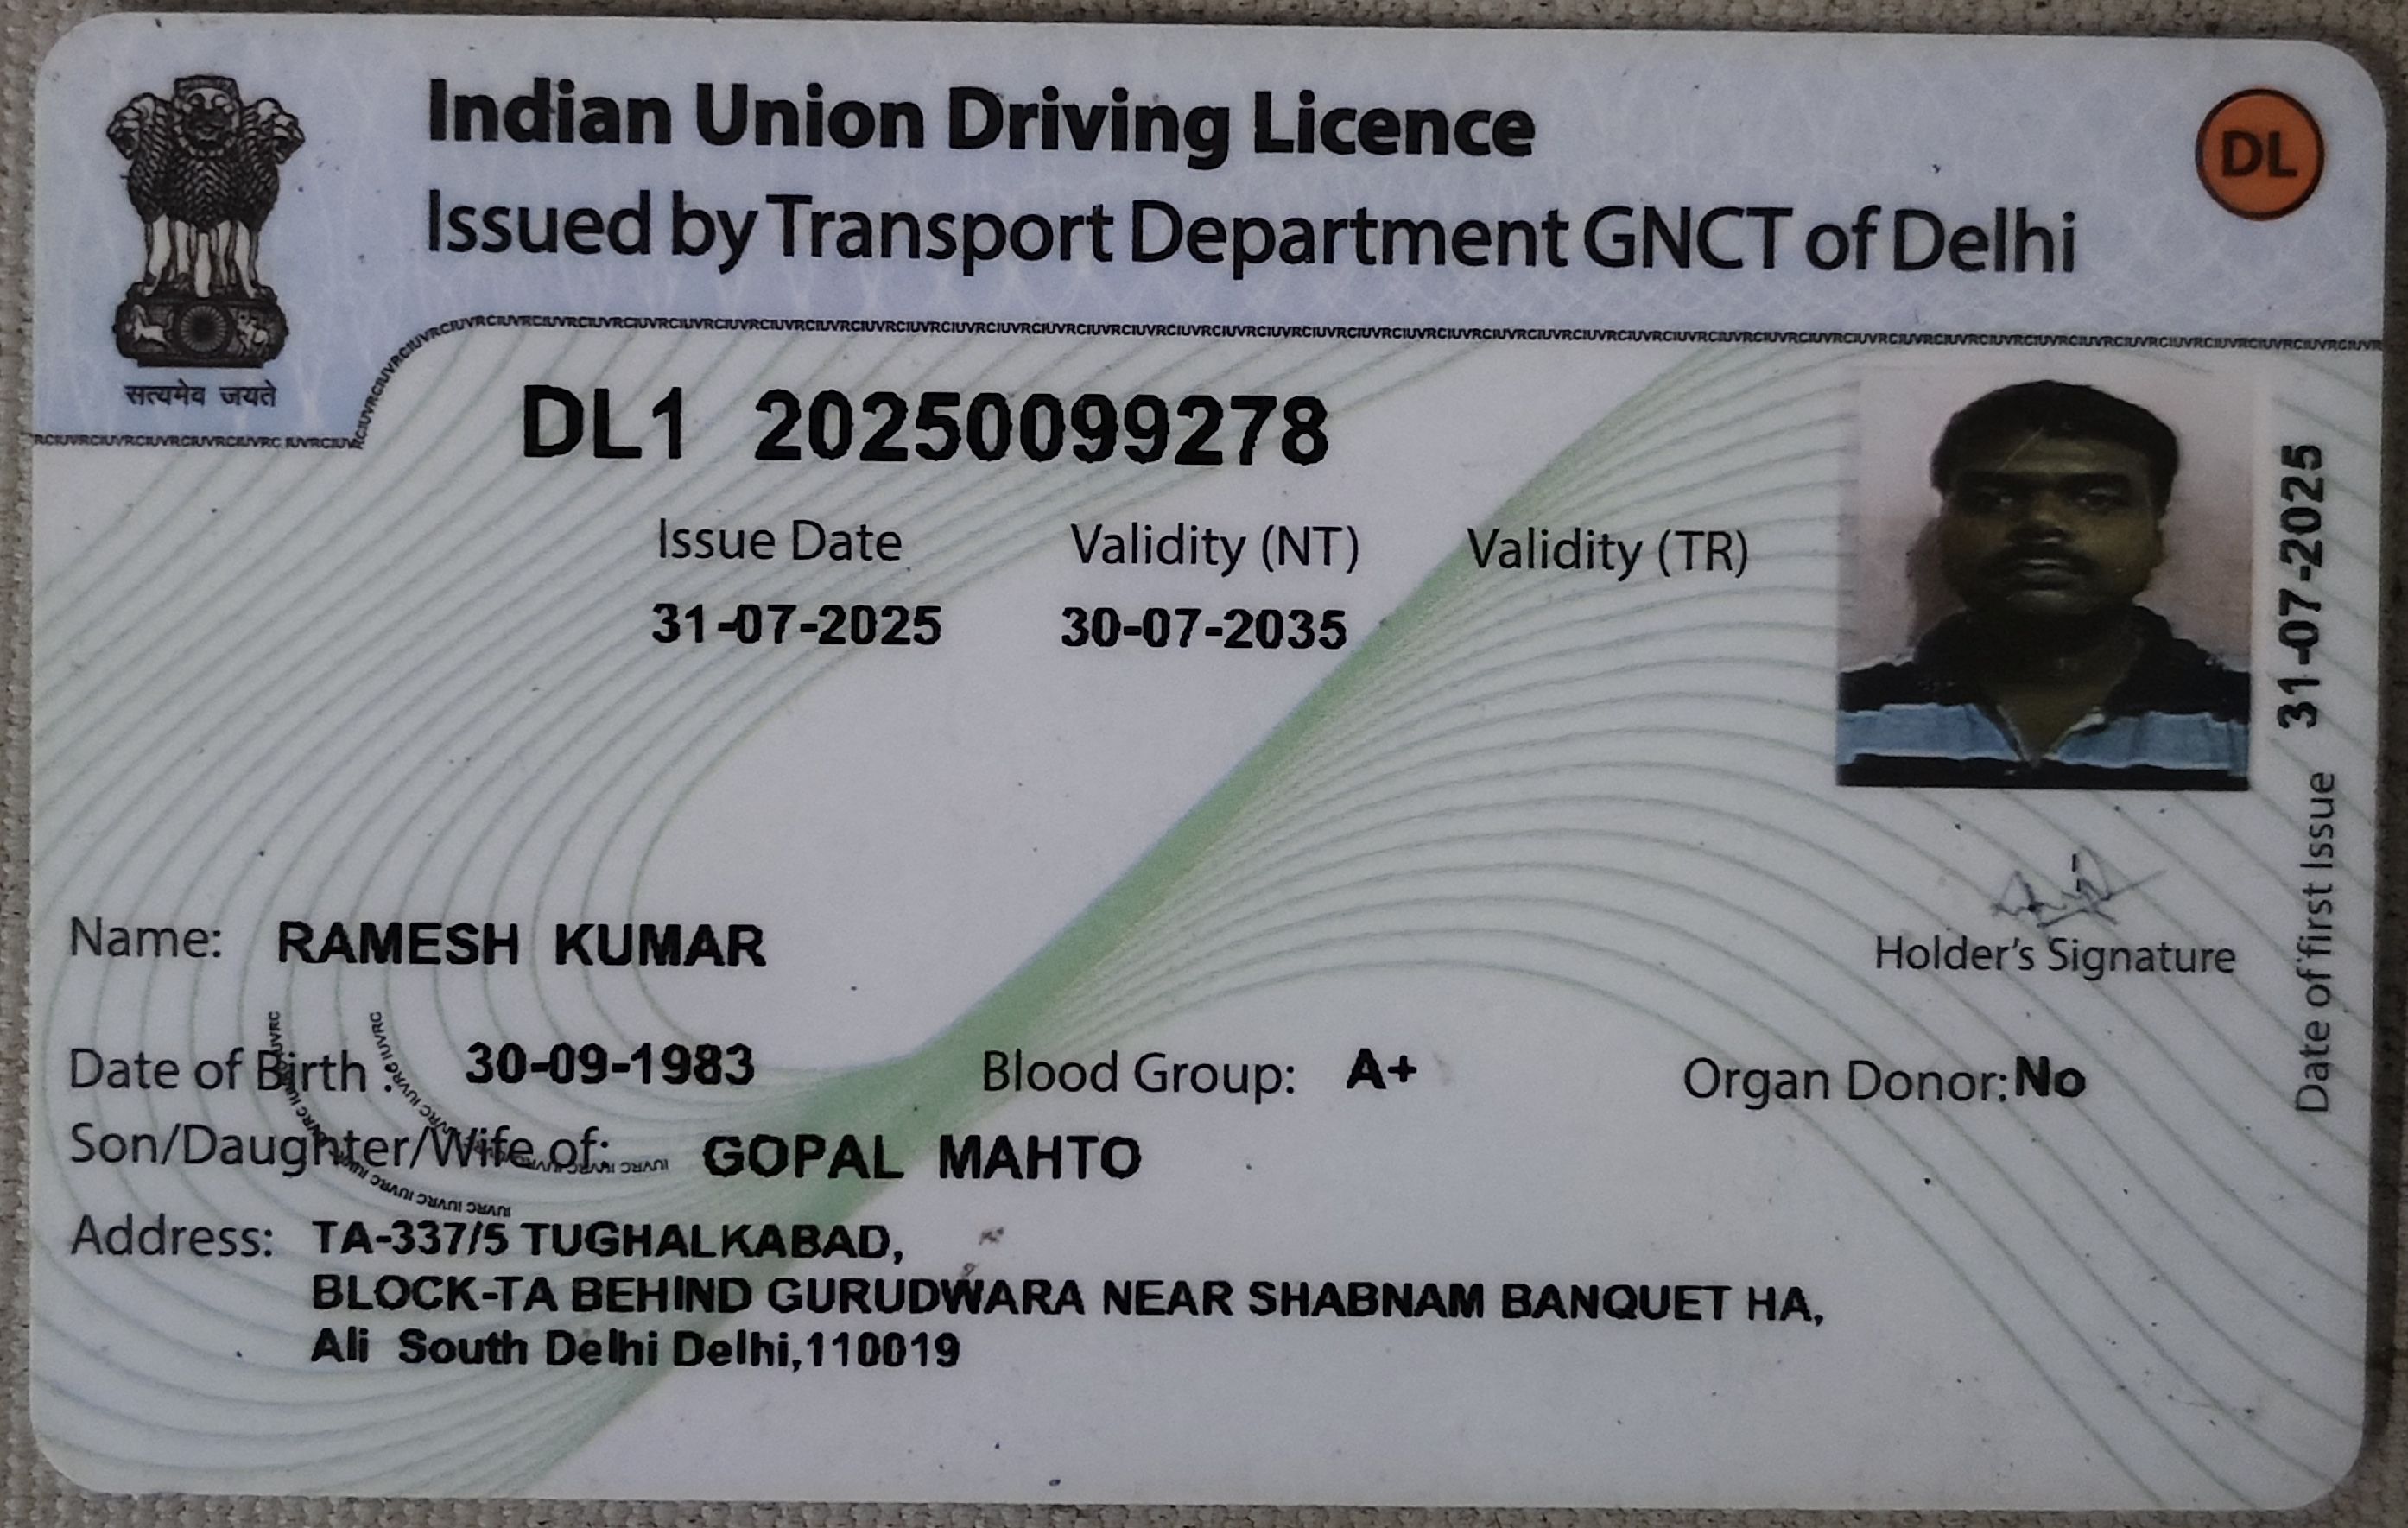 Indian Union Driving Licence
Issued by Transport Department GNCT of Delhi
DL
सत्यमेव जयते
DL1 20250099278
Issue Date Validity (NT) Validity (TR)
31-07-2025 30-07-2035
Date of first Issue 31-07-2025
Holder's Signature
Name: RAMESH KUMAR
Date of Birth : 30-09-1983 Blood Group: A+ Organ Donor: No
Son/Daughter/Wife of: GOPAL MAHTO
Address: TA-337/5 TUGHALKABAD,
BLOCK-TA BEHIND GURUDWARA NEAR SHABNAM BANQUET HA,
Ali South Delhi Delhi,110019